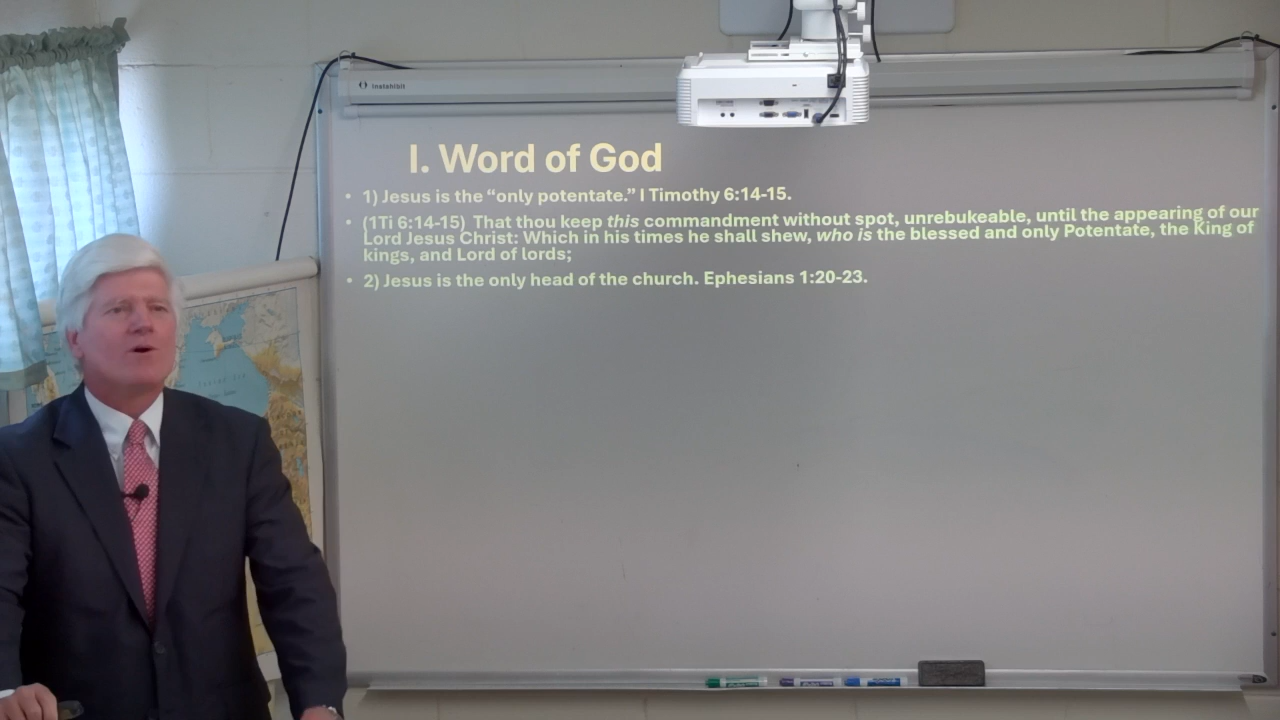 instahibit
I. Word of God
• 1) Jesus is the “only potentate.” I Timothy 6:14-15.
• (1Ti 6:14-15) That thou keep this commandment without spot, unrebukeable, until the appearing of our
Lord Jesus Christ: Which in his times he shall shew, who is the blessed and only Potentate, the King of
kings, and Lord of lords;
• 2) Jesus is the only head of the church. Ephesians 1:20-23.